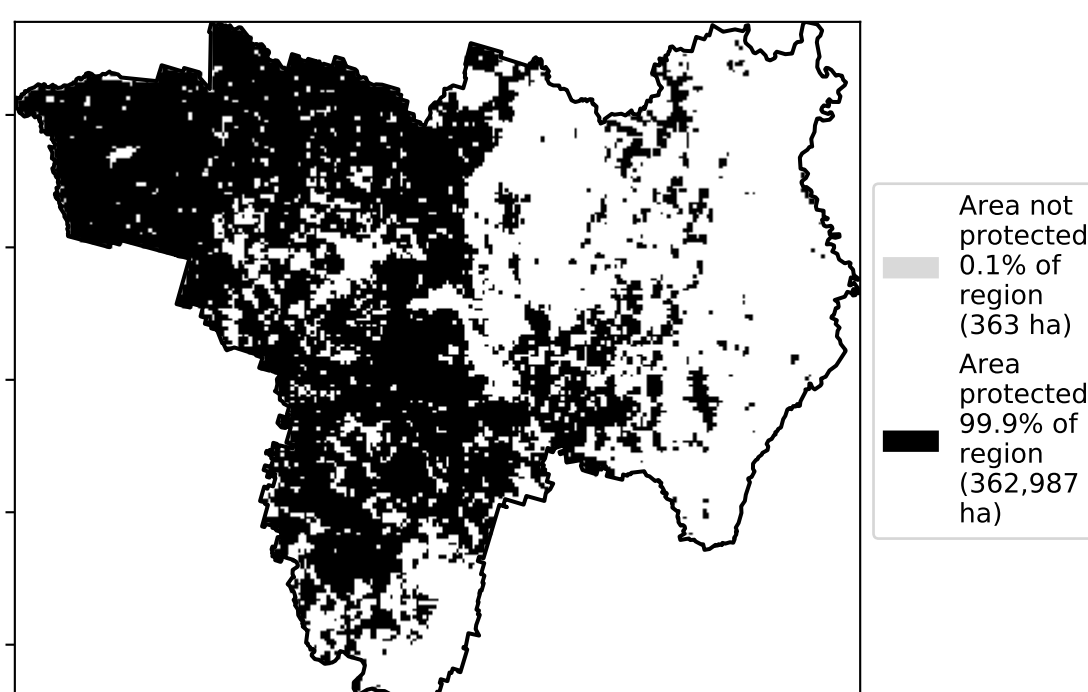 Area not
protected
0.1% of
region
(363 ha)
Area
protected
99.9% of
region
(362,987
ha)